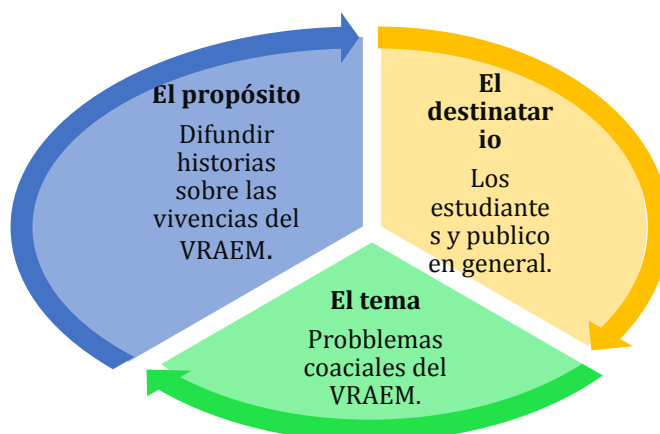 El propósito
Difundir
historias
sobre las
vivencias del
VRAEM.
El
destinatar
io
Los
estudiante
s y publico
en general.
El tema
Probblemas
coaciales del
VRAEM.